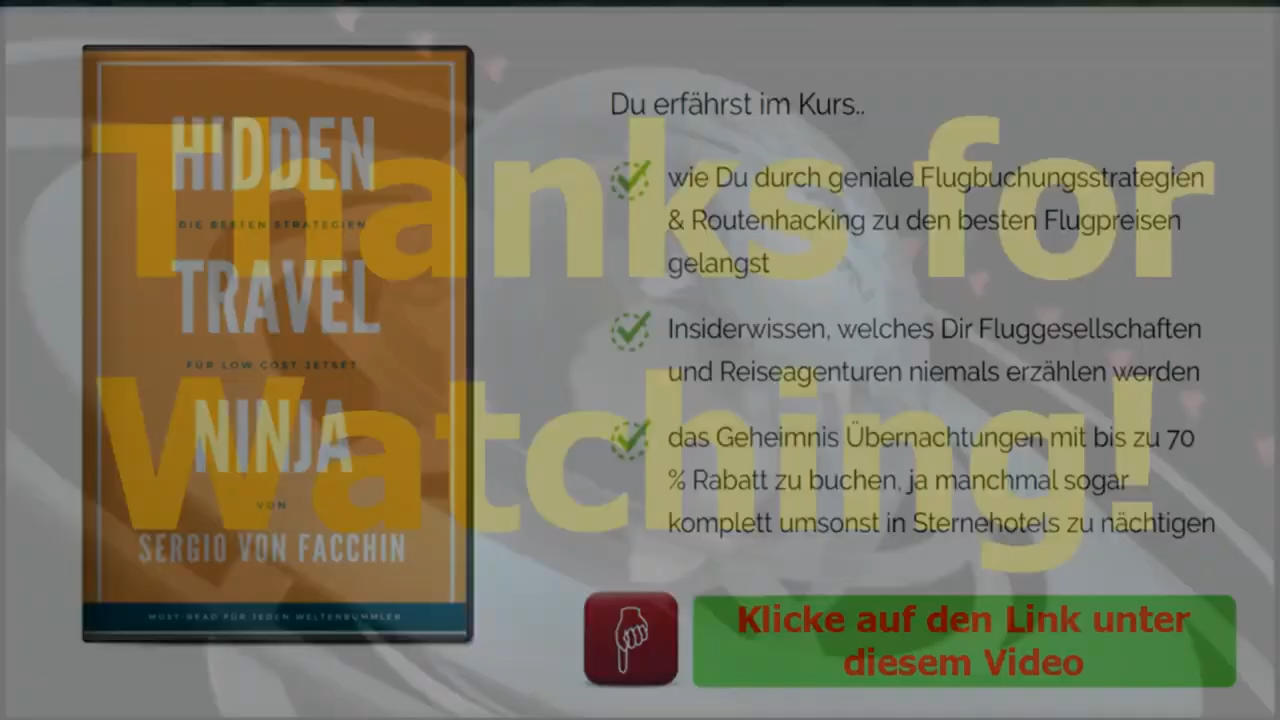 HIDDEN
DIE BESTEN STRATEGIEN
TRAVEL
FÜR LOW COST JETSET
NINJA
VON
SERGIO VON FACCHIN
MUST-READ FÜR JEDEN WELTENBUMMLER
Thanks for
Watching!
Du erfährst im Kurs..
wie Du durch geniale Flugbuchungsstrategien
& Routenhacking zu den besten Flugpreisen
gelangst
Insiderwissen, welches Dir Fluggesellschaften
und Reiseagenturen niemals erzählen werden
das Geheimnis Übernachtungen mit bis zu 70
% Rabatt zu buchen, ja manchmal sogar
komplett umsonst in Sternehotels zu nächtigen
Klicke auf den Link unter
diesem Video